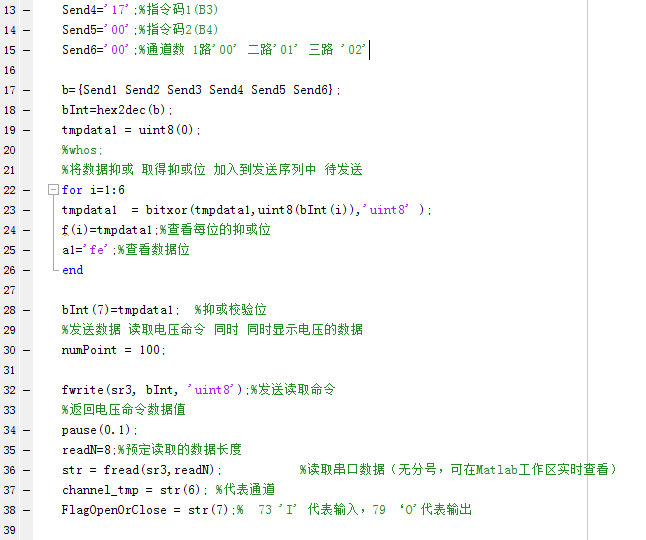 13 — Send4='17';%指令码1(B3)
14 — Send5='00';%指令码2(B4)
15 — Send6='00';%通道数 1路'00' 二路'01' 三路 '02'
16
17 — b={Send1 Send2 Send3 Send4 Send5 Send6};
18 — bInt=hex2dec(b);
19 — tmpdata1 = uint8(0);
20 %whos;
21 %将数据抑或 取得抑或位 加入到发送序列中 待发送
22 — for i=1:6
23 — tmpdata1 = bitxor(tmpdata1,uint8(bInt(i)),'uint8' );
24 — f(i)=tmpdata1;%查看每位的抑或位
25 — a1='fe';%查看数据位
26 — end
27
28 — bInt(7)=tmpdata1; %抑或校验位
29 %发送数据 读取电压命令 同时 同时显示电压的数据
30 — numPoint = 100;
31
32 — fwrite(sr3, bInt, 'uint8');%发送读取命令
33 %返回电压命令数据值
34 — pause(0.1);
35 — readN=8;%预定读取的数据长度
36 — str = fread(sr3,readN); %读取串口数据（无分号，可在Matlab工作区实时查看）
37 — channel_tmp = str(6); %代表通道
38 — FlagOpenOrClose = str(7);% 73 'I' 代表输入，79 ‘O'代表输出
39